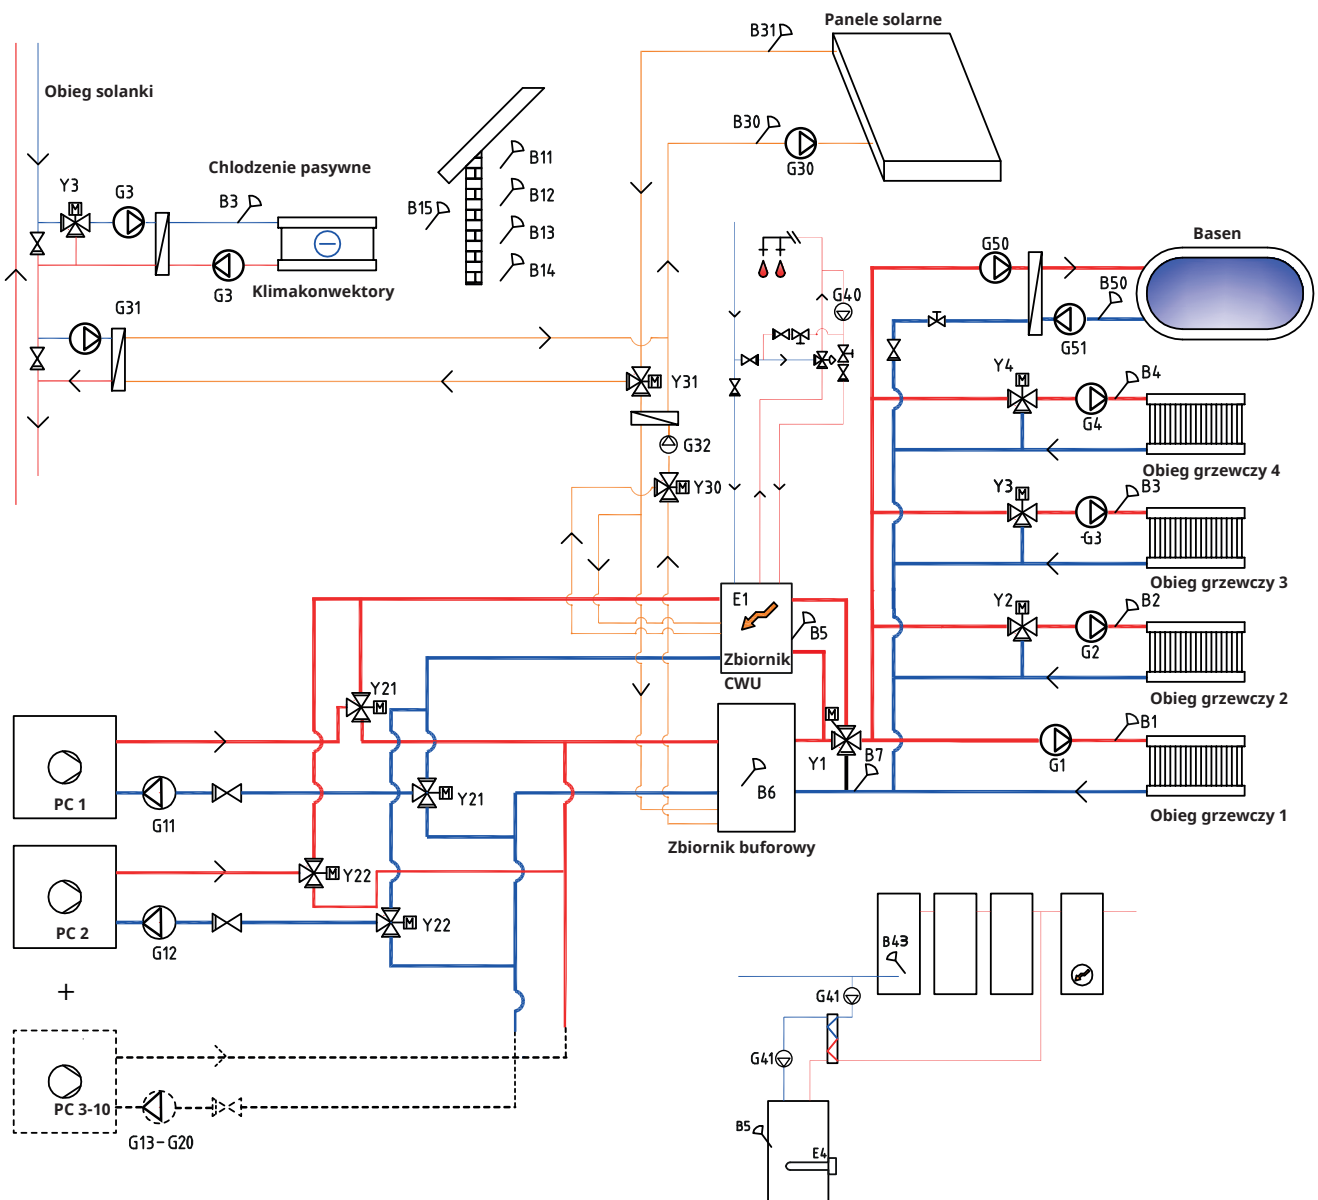 Panele solarne
B31
Obieg solanki
B30
G30
Chlodzenie pasywne
B11
Y3
G3
B3
B12
B15
B13
B14
G3
Klimakonwektory
Basen
G50
B50
G40
G51
G31
Y31
Y4
B4
G4
G32
Obieg grzewczy 4
Y30
Y3
B3
G3
Obieg grzewczy 3
E1
B5
Y2
B2
G2
Zbiornik
CWU
Obieg grzewczy 2
Y21
M
B1
Y1
B7
G1
PC 1
G11
Y21
B6
Obieg grzewczy 1
Zbiornik buforowy
Y22
PC 2
G12
Y22
B43
+
G41
G41
PC 3-10
G13-G20
B5
E4